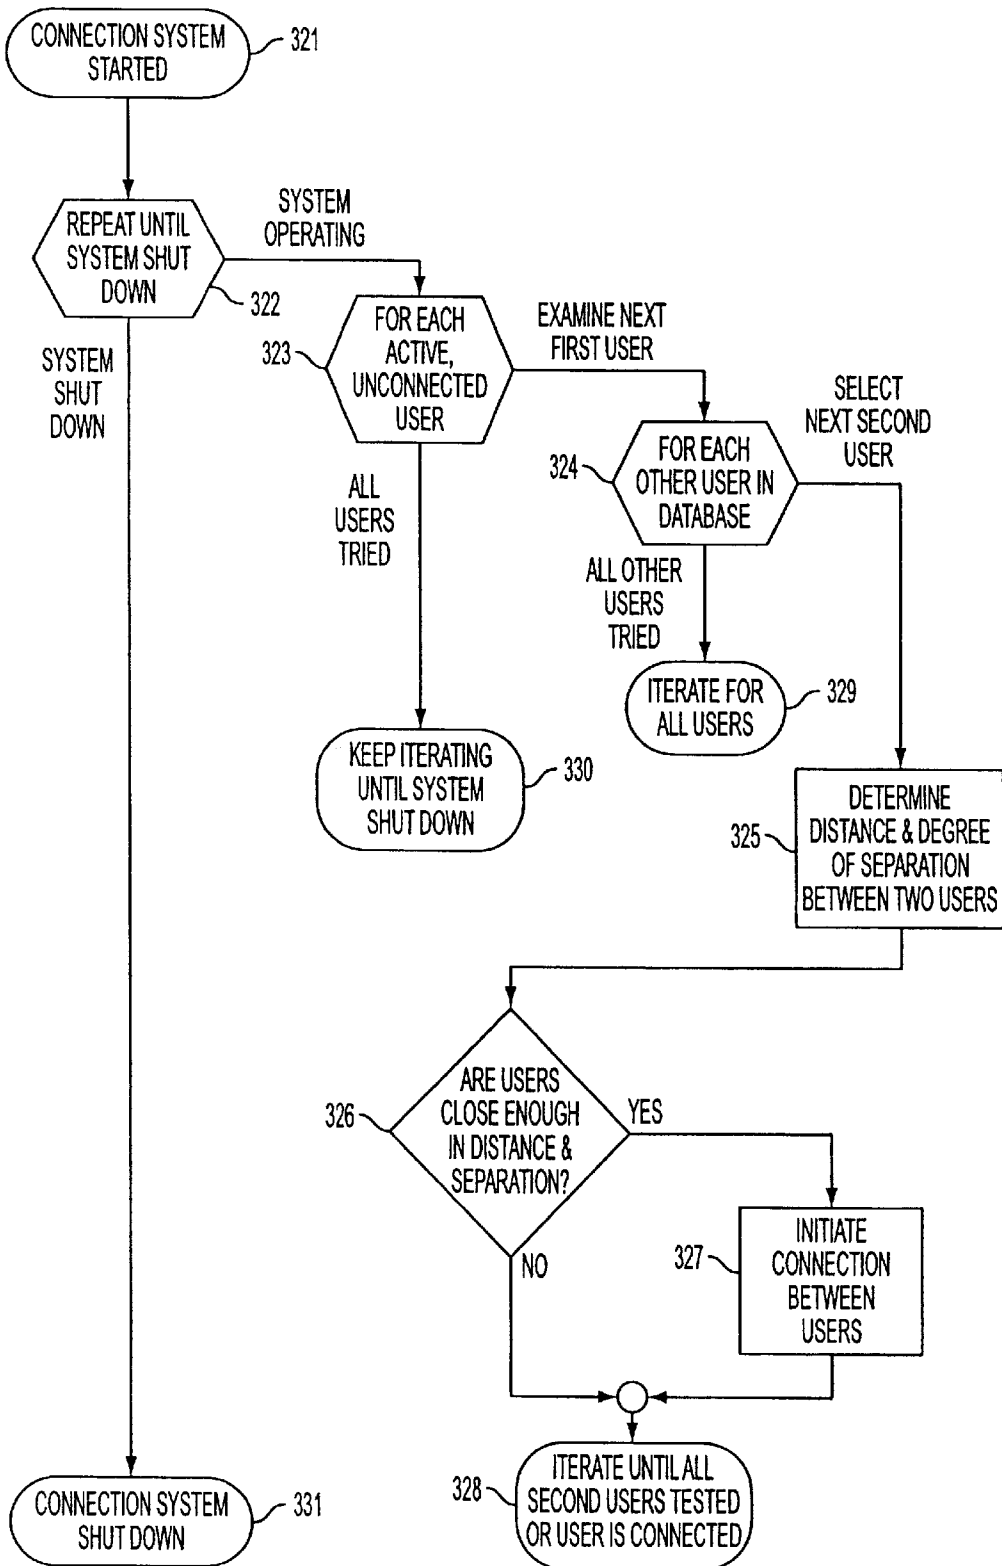 CONNECTION SYSTEM
STARTED
321
REPEAT UNTIL
SYSTEM SHUT
DOWN
322
SYSTEM
OPERATING
SYSTEM
SHUT
DOWN
323
FOR EACH
ACTIVE,
UNCONNECTED
USER
EXAMINE NEXT
FIRST USER
ALL
USERS
TRIED
324
FOR EACH
OTHER USER IN
DATABASE
SELECT
NEXT SECOND
USER
ALL OTHER
USERS
TRIED
ITERATE FOR
ALL USERS
329
KEEP ITERATING
UNTIL SYSTEM
SHUT DOWN
330
325
DETERMINE
DISTANCE & DEGREE
OF SEPARATION
BETWEEN TWO USERS
326
ARE USERS
CLOSE ENOUGH
IN DISTANCE &
SEPARATION?
YES
NO
327
INITIATE
CONNECTION
BETWEEN
USERS
328
ITERATE UNTIL ALL
SECOND USERS TESTED
OR USER IS CONNECTED
CONNECTION SYSTEM
SHUT DOWN
331